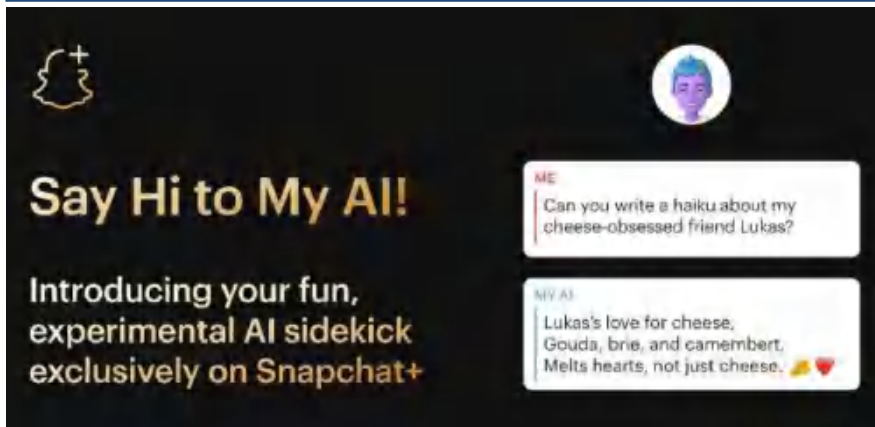 Say Hi to My AI!
Introducing your fun,
experimental AI sidekick
exclusively on Snapchat+
ME
Can you write a haiku about my
cheese-obsessed friend Lukas?
MY AI
Lukas's love for cheese,
Gouda, brie, and camembert,
Melts hearts, not just cheese. 🧀 ❤️